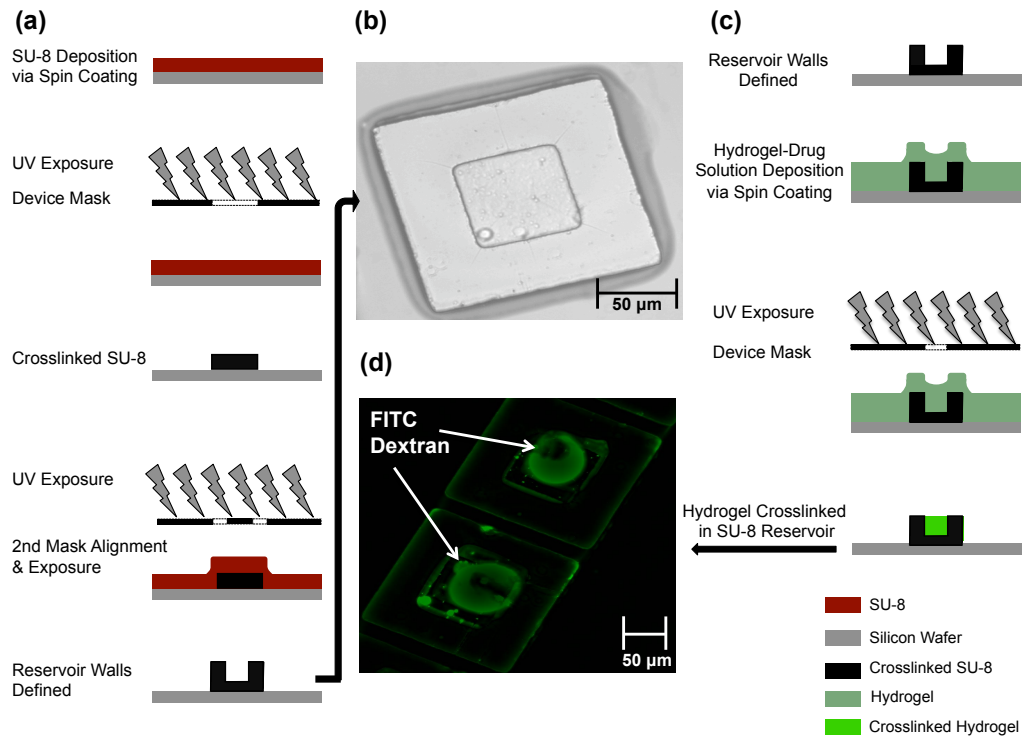 (a)
SU-8 Deposition
via Spin Coating
UV Exposure
Device Mask
Crosslinked SU-8
UV Exposure
2nd Mask Alignment
& Exposure
Reservoir Walls
Defined
(b)
50 µm
(d)
FITC
Dextran
50 µm
(c)
Reservoir Walls
Defined
Hydrogel-Drug
Solution Deposition
via Spin Coating
UV Exposure
Device Mask
Hydrogel Crosslinked
in SU-8 Reservoir
SU-8
Silicon Wafer
Crosslinked SU-8
Hydrogel
Crosslinked Hydrogel